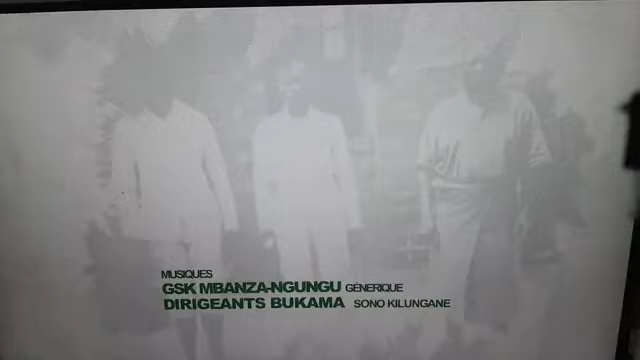 MUSIQUES
GSK MBANZA-NGUNGU GÉNERIQUE
DIRIGEANTS BUKAMA SONO KILUNGANE